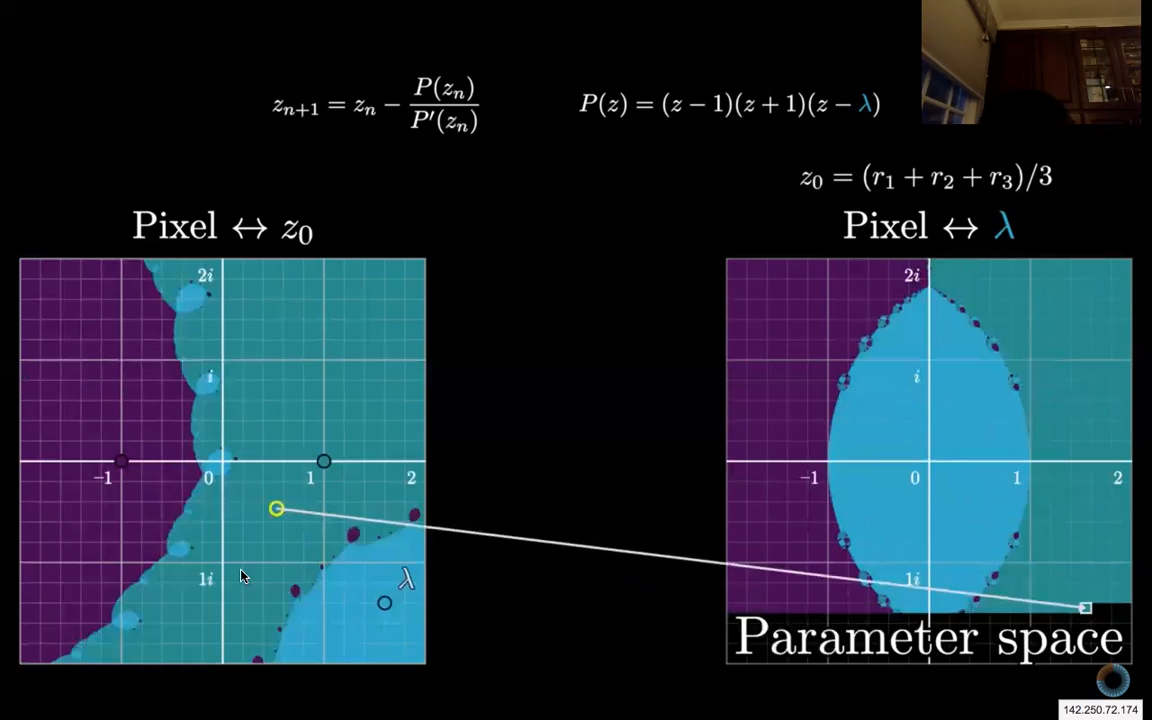 z_{n+1} = z_n − P(z_n)/P′(z_n)
P(z) = (z − 1)(z + 1)(z − λ)
z_0 = (r_1 + r_2 + r_3)/3
Pixel ↔ z_0
Pixel ↔ λ
2i
i
−1 0 1 2
1i
λ
2i
i
−1 0 1 2
1i
Parameter space
142.250.72.174